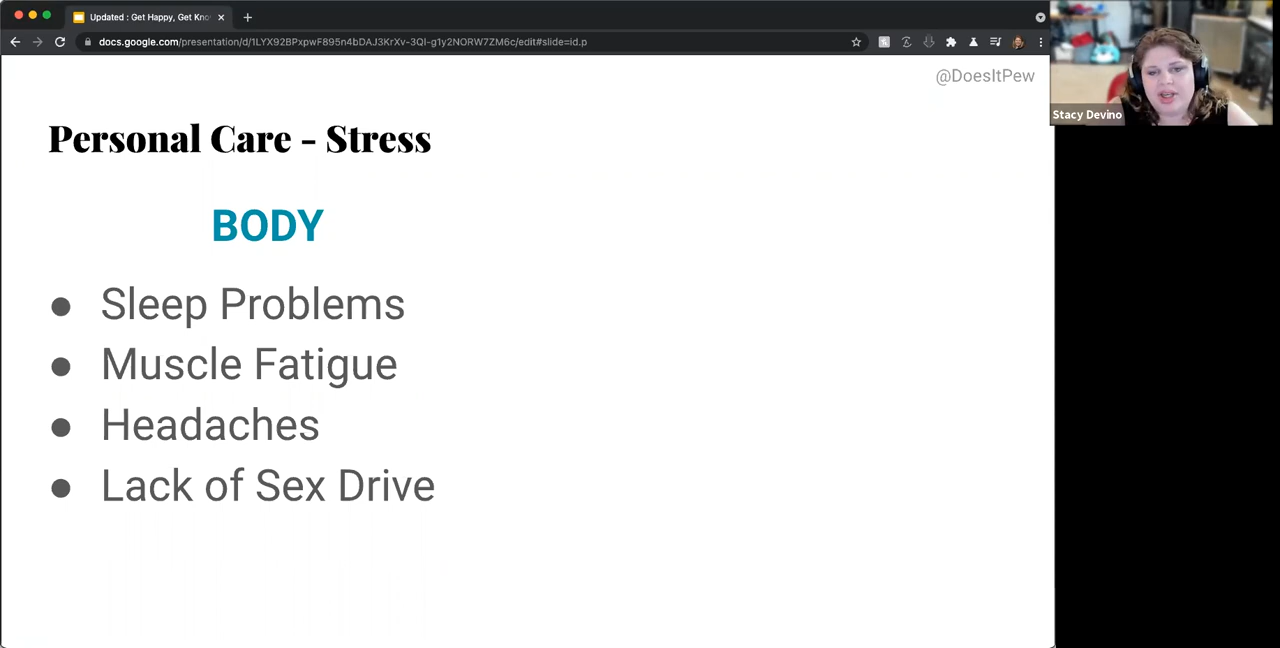 Updated : Get Happy, Get Kno
docs.google.com/presentation/d/1LYX92BPxpwF895n4bDAJ3KrXv-3QI-g1y2NORW7ZM6c/edit#slide=id.p
@DoesItPew
Stacy Devino
Personal Care - Stress
BODY
● Sleep Problems
● Muscle Fatigue
● Headaches
● Lack of Sex Drive